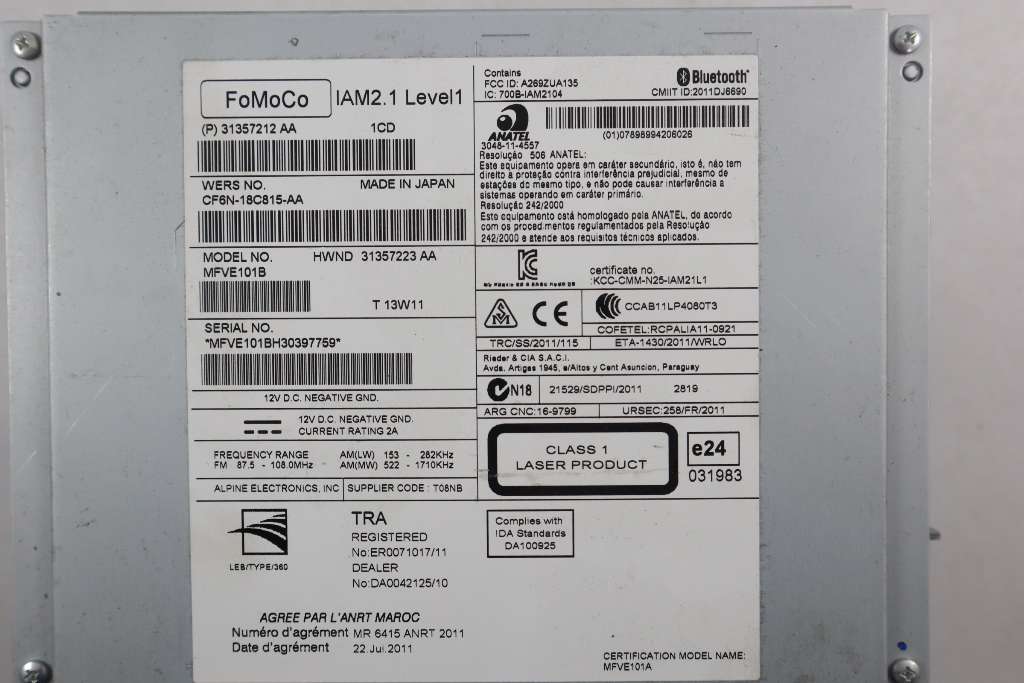 FoMoCo IAM2.1 Level1
(P) 31357212 AA 1CD
WERS NO. MADE IN JAPAN
CF6N-18C815-AA
MODEL NO. HWND 31357223 AA
MFVE101B
T 13W11
SERIAL NO.
*MFVE101BH30397759*
12V D.C. NEGATIVE GND.
12V D.C. NEGATIVE GND.
CURRENT RATING 2A
FREQUENCY RANGE AM(LW) 153 - 282KHz
FM 87.5 - 108.0MHz AM(MW) 522 - 1710KHz
ALPINE ELECTRONICS, INC SUPPLIER CODE : T08NB
Contains
FCC ID: A269ZUA135
IC: 700B-IAM2104
Bluetooth
CMIIT ID:2011DJ6690
ANATEL
(01)07898994206026
3048-11-4557
Resolução 506 ANATEL:
Este equipamento opera em caráter secundário, isto é, não tem
direito a proteção contra interferência prejudicial, mesmo de
estações do mesmo tipo, e não pode causar interferência a
sistemas operando em caráter primário.
Resolução 242/2000
Este equipamento está homologado pela ANATEL, de acordo
com os procedimentos regulamentados pela Resolução
242/2000 e atende aos requisitos técnicos aplicados.
certificate no.
:KCC-CMM-N25-IAM21L1
CE
CCAB11LP4080T3
COFETEL:RCPALIA11-0921
TRC/SS/2011/115 ETA-1430/2011/WRLO
Rieder & CIA S.A.C.I.
Avda. Artigas 1945, e/Aitos y Cent Asuncion, Paraguay
N18 21529/SDPPI/2011 2819
ARG CNC:16-9799 URSEC:258/FR/2011
CLASS 1
LASER PRODUCT
e24
031983
LEB/TYPE/360
TRA
REGISTERED
No:ER0071017/11
DEALER
No:DA0042125/10
Complies with
IDA Standards
DA100925
AGREE PAR L'ANRT MAROC
Numéro d'agrément MR 6415 ANRT 2011
Date d'agrément 22.Jul.2011
CERTIFICATION MODEL NAME:
MFVE101A